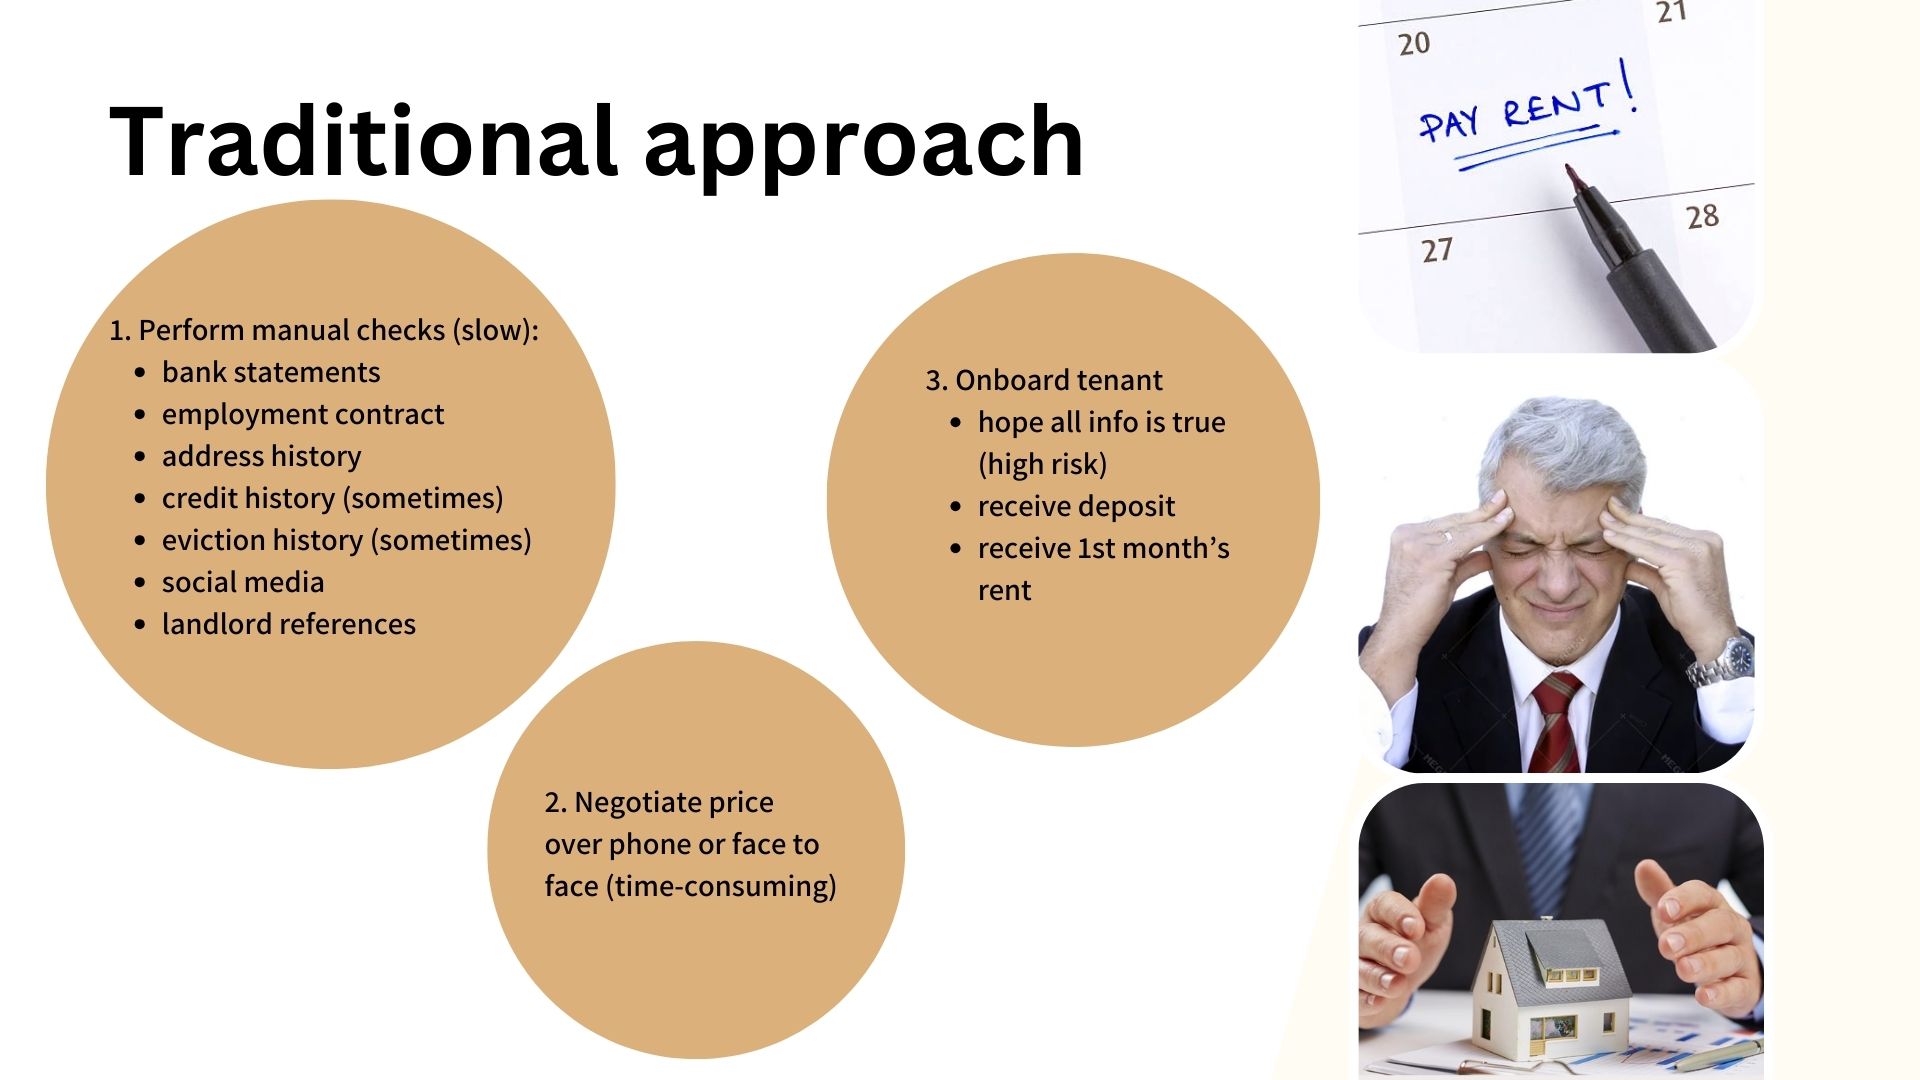 Traditional approach
1. Perform manual checks (slow):
• bank statements
• employment contract
• address history
• credit history (sometimes)
• eviction history (sometimes)
• social media
• landlord references
2. Negotiate price
over phone or face to
face (time-consuming)
3. Onboard tenant
• hope all info is true
(high risk)
• receive deposit
• receive 1st month’s
rent
20
21
PAY RENT!
27
28